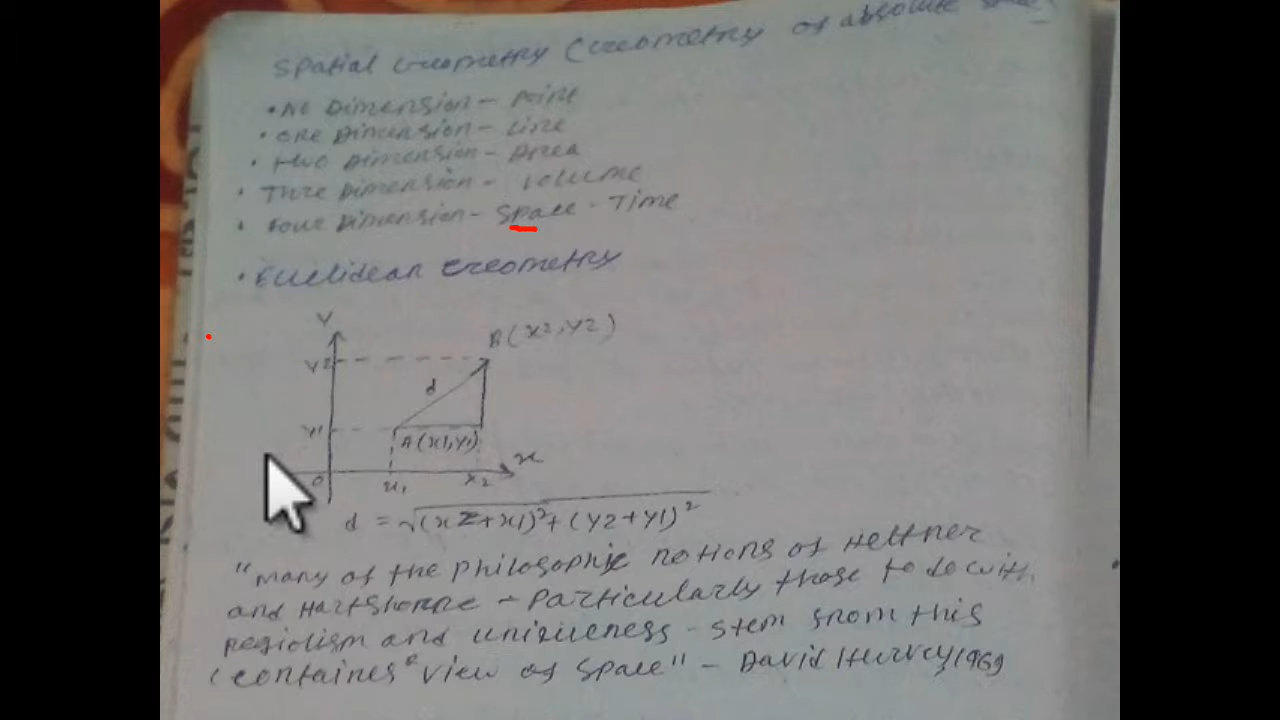 Spatial Geometry (Geometry of absolute
• No Dimension - Point
• One Dimension - Line
• Two Dimension - Area
• Three Dimension - Volume
• Four Dimension - Space - Time
• Euclidean Geometry
Y
B(x2,y2)
y2
d
y1
A(x1,y1)
x
0
x1
x2
d = √(x2+x1)²+(y2+y1)²
"many of the philosophic notions of Hettner
and Hartshorne - Particularly those to do with
regiolism and uniqueness - stem from this
(container" view of space" - David Hervey 1969